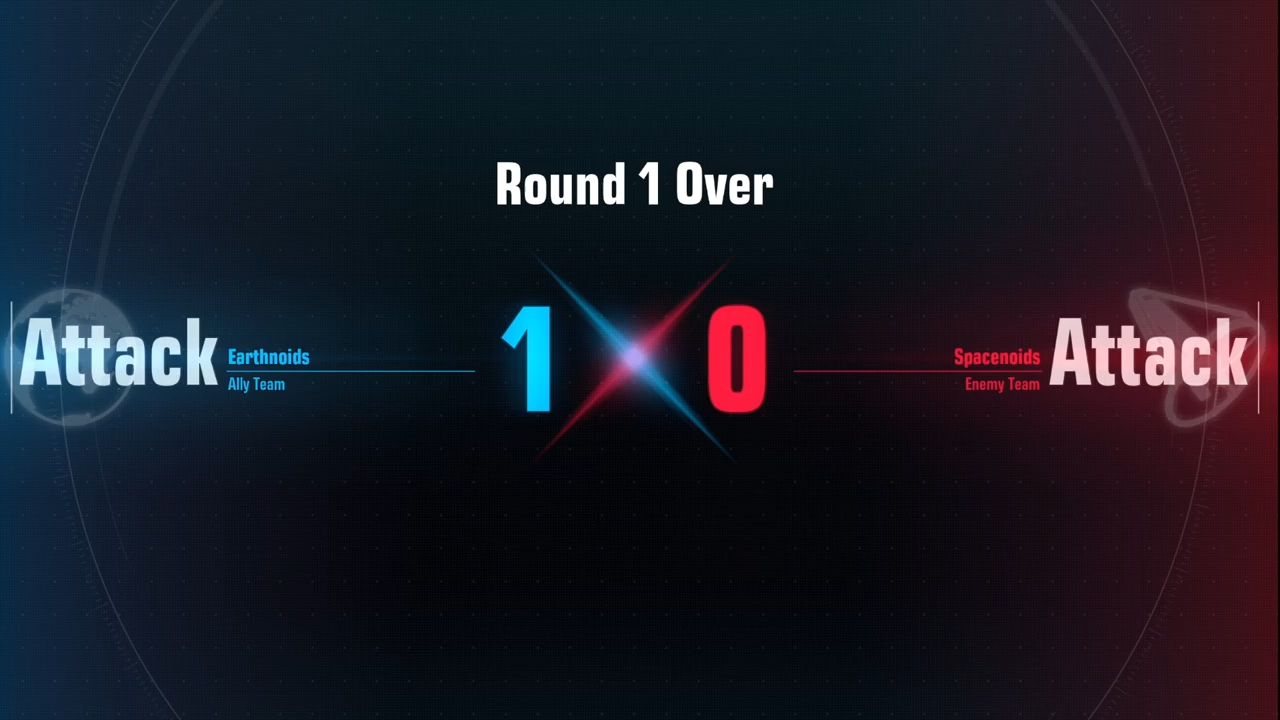 Round 1 Over
Attack
Earthnoids
Ally Team
1
0
Spacenoids
Enemy Team
Attack